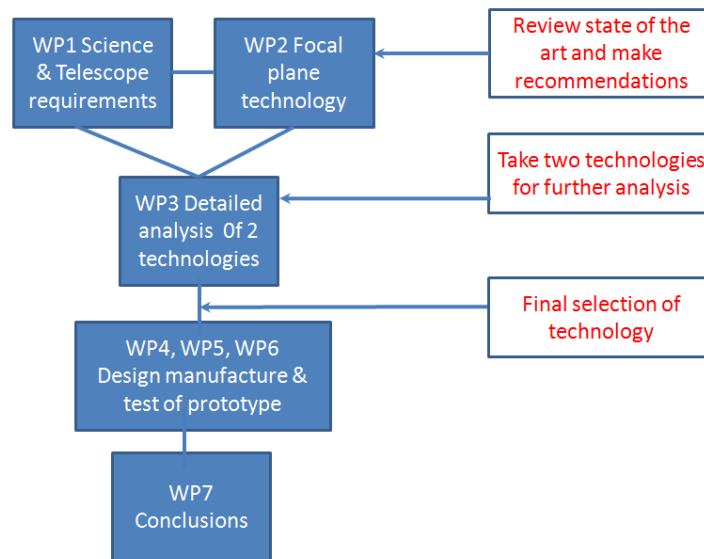 WP1 Science
& Telescope
requirements
WP2 Focal
plane
technology
Review state of the
art and make
recommendations
Take two technologies
for further analysis
WP3 Detailed
analysis 0f 2
technologies
Final selection of
technology
WP4, WP5, WP6
Design manufacture &
test of prototype
WP7
Conclusions